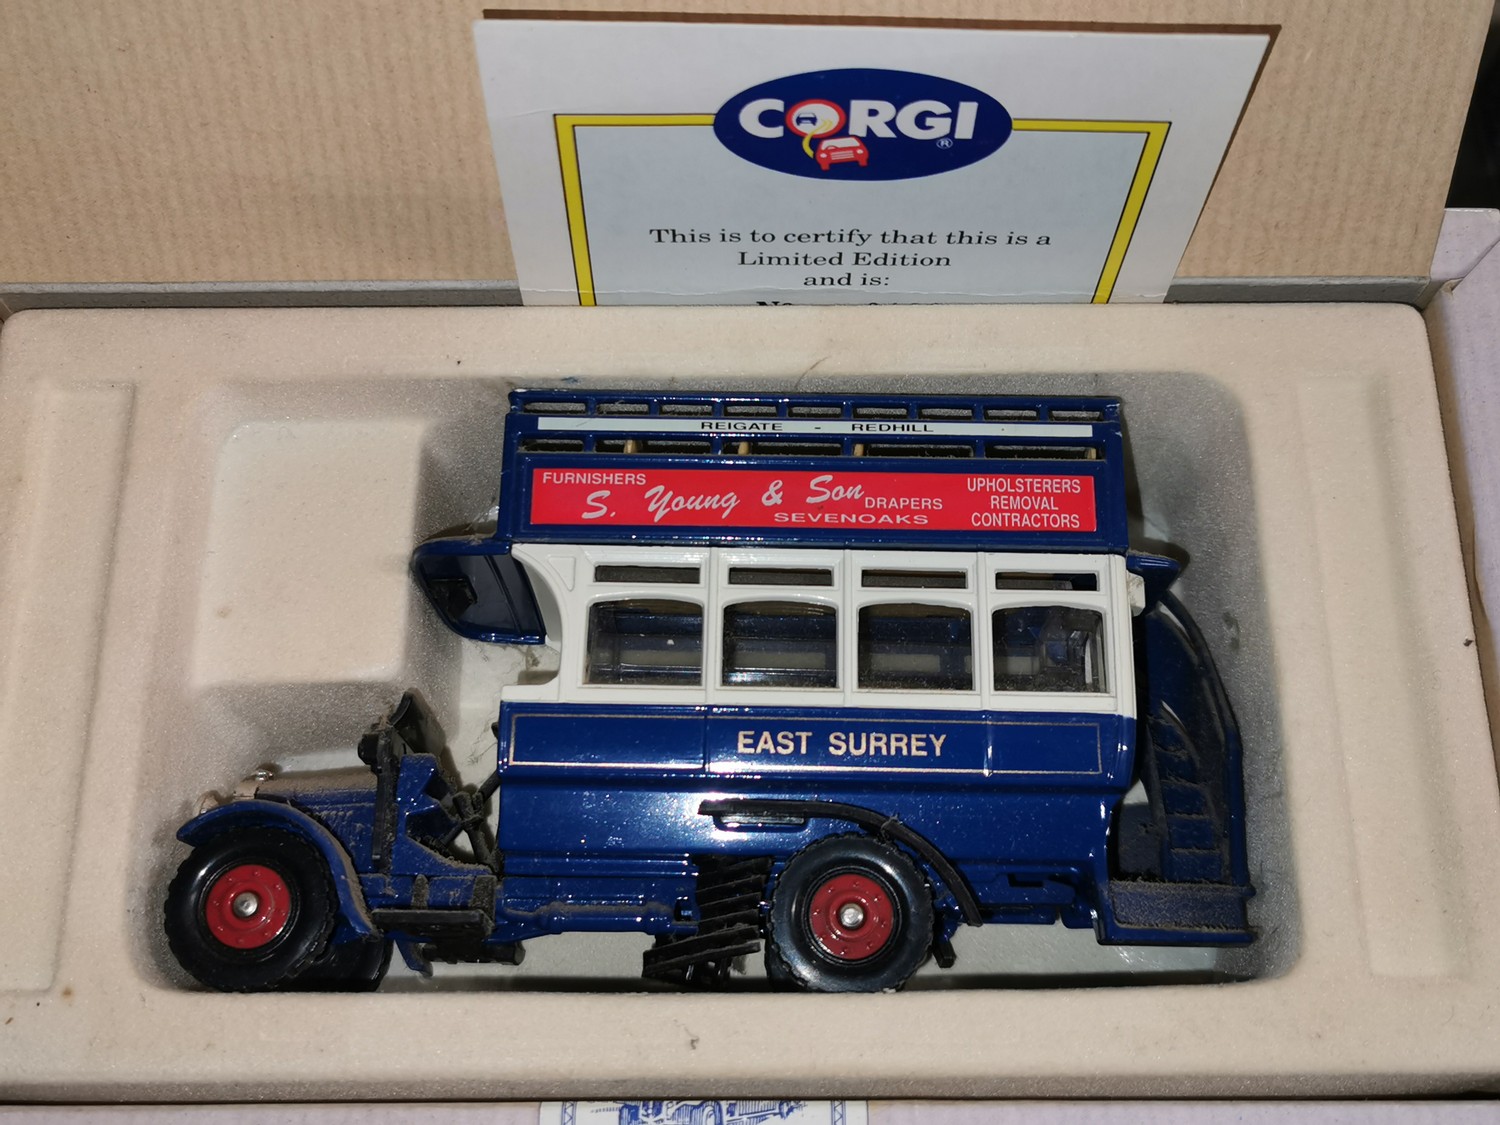 CORGI
®
This is to certify that this is a
Limited Edition
and is:
REIGATE - REDHILL
FURNISHERS
S. Young & Son
DRAPERS
SEVENOAKS
UPHOLSTERERS
REMOVAL
CONTRACTORS
EAST SURREY